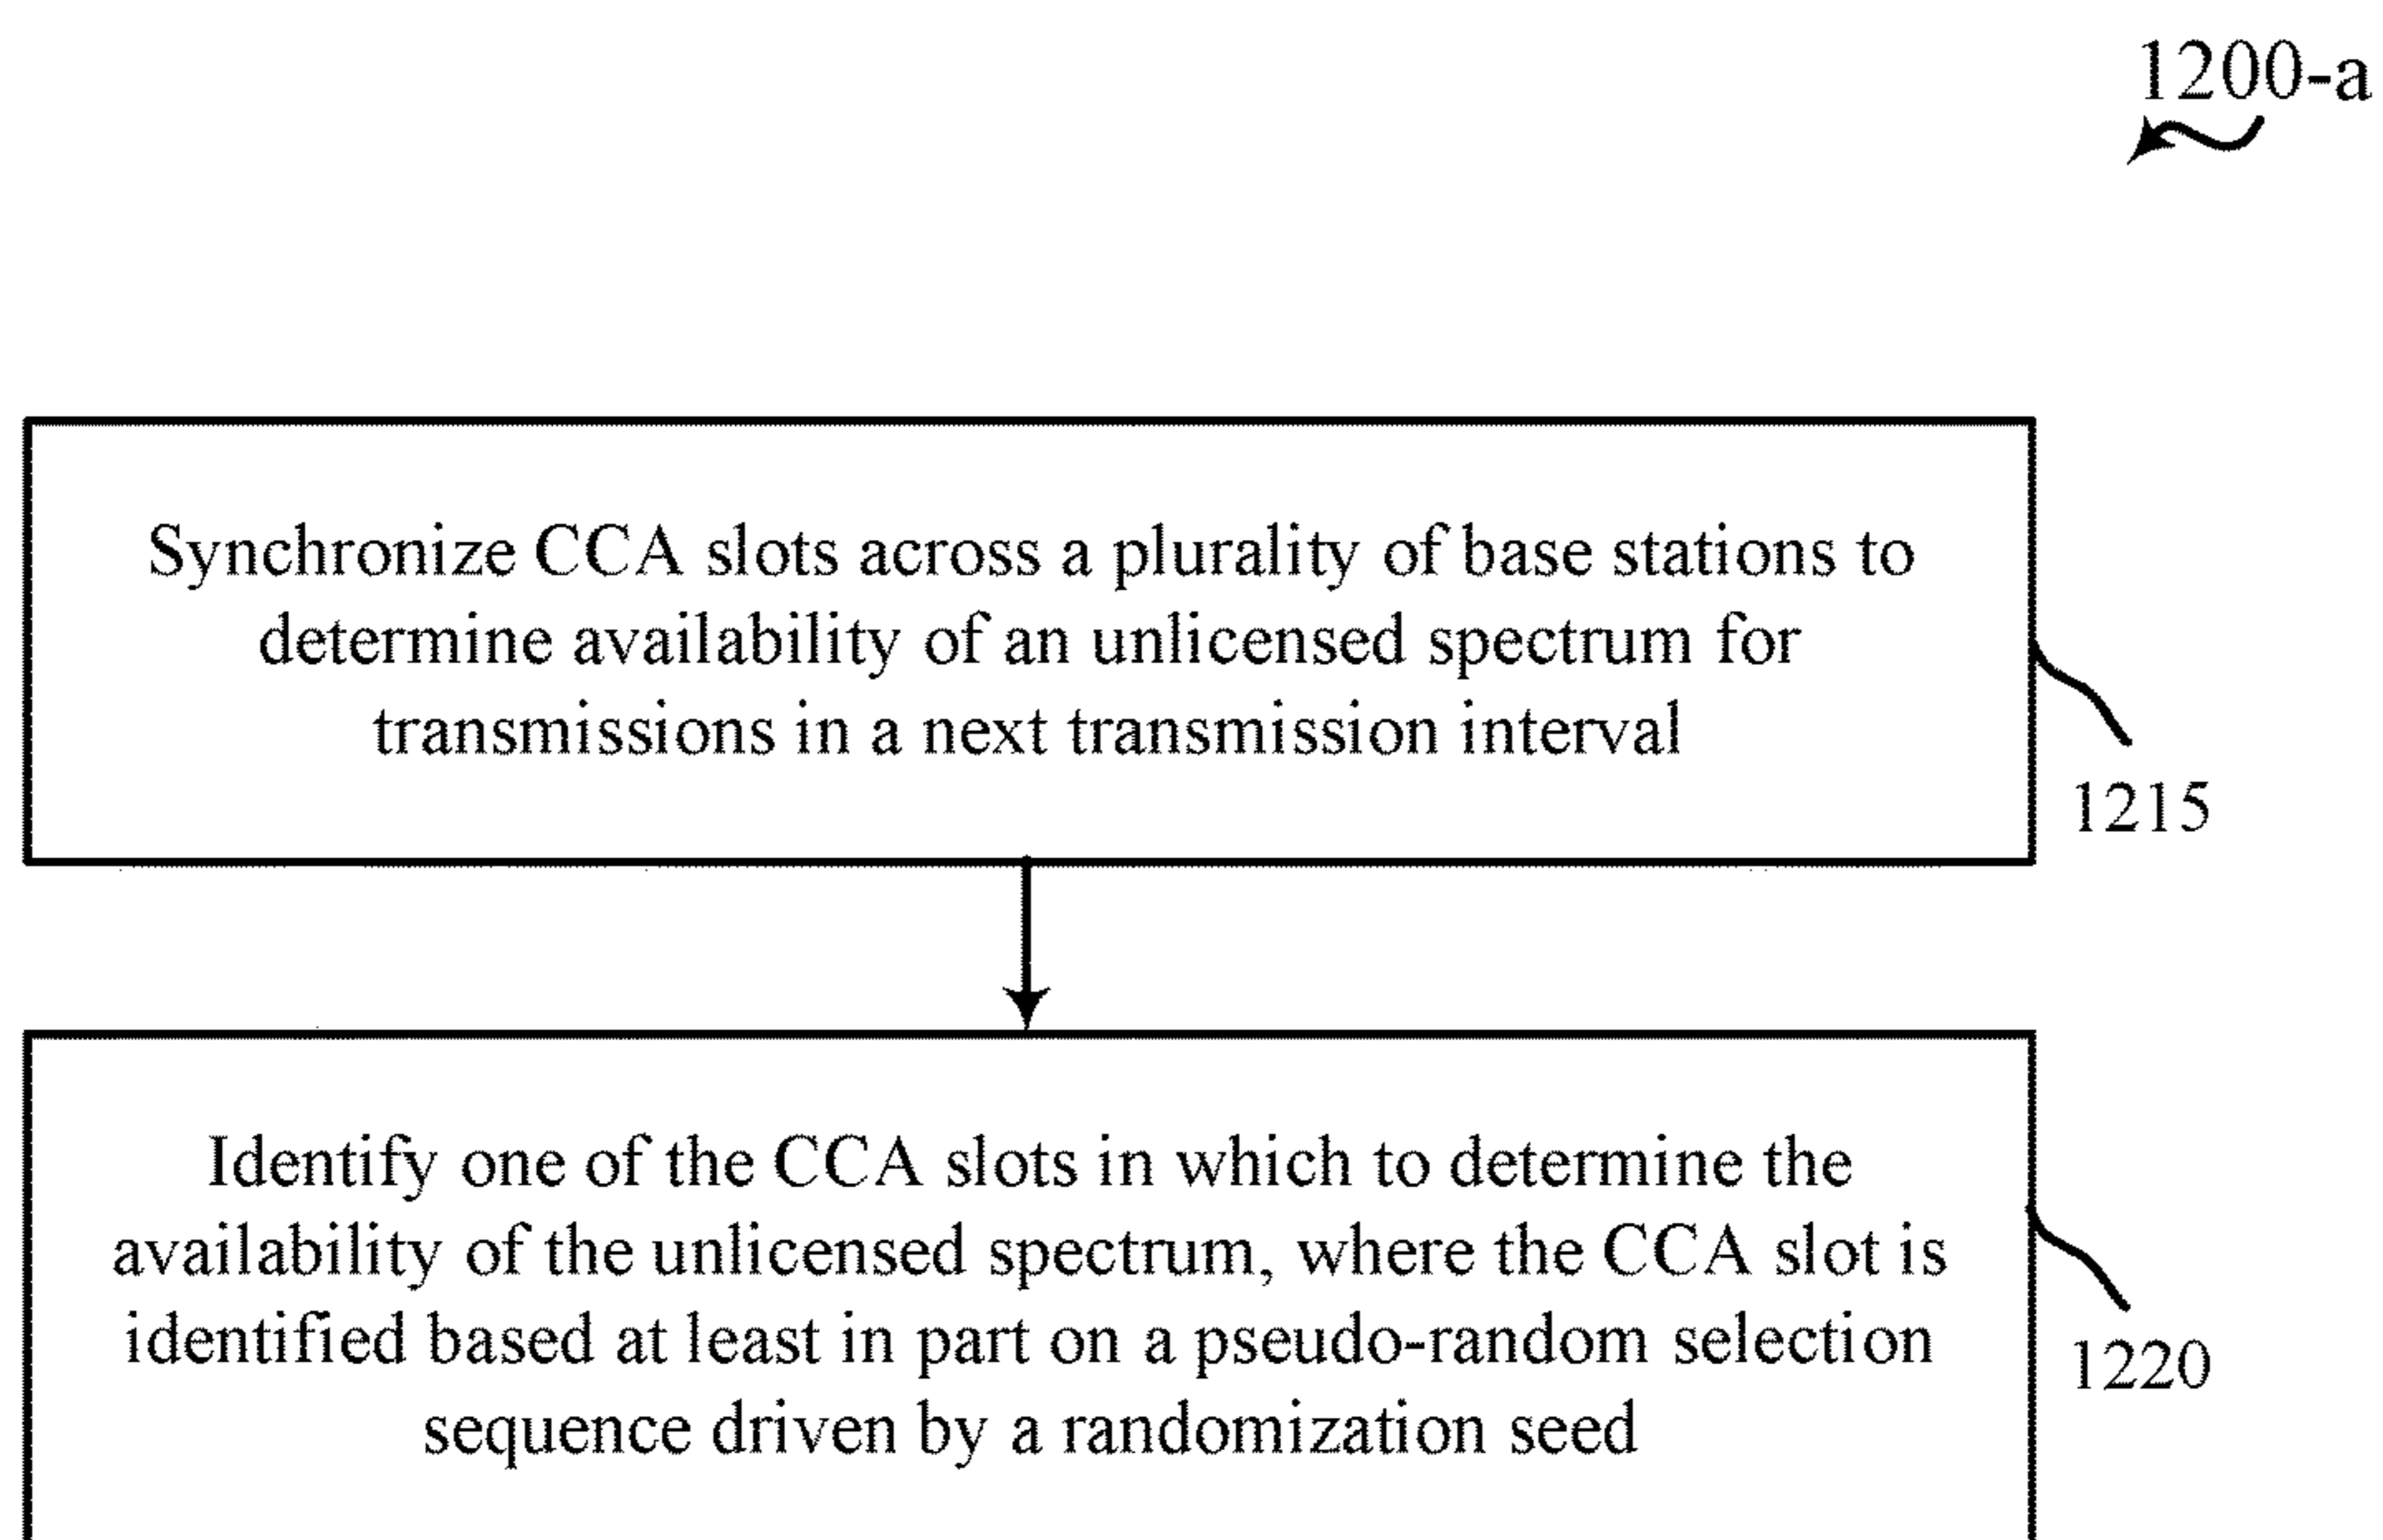 1200-a
Synchronize CCA slots across a plurality of base stations to
determine availability of an unlicensed spectrum for
transmissions in a next transmission interval
1215
Identify one of the CCA slots in which to determine the
availability of the unlicensed spectrum, where the CCA slot is
identified based at least in part on a pseudo-random selection
sequence driven by a randomization seed
1220